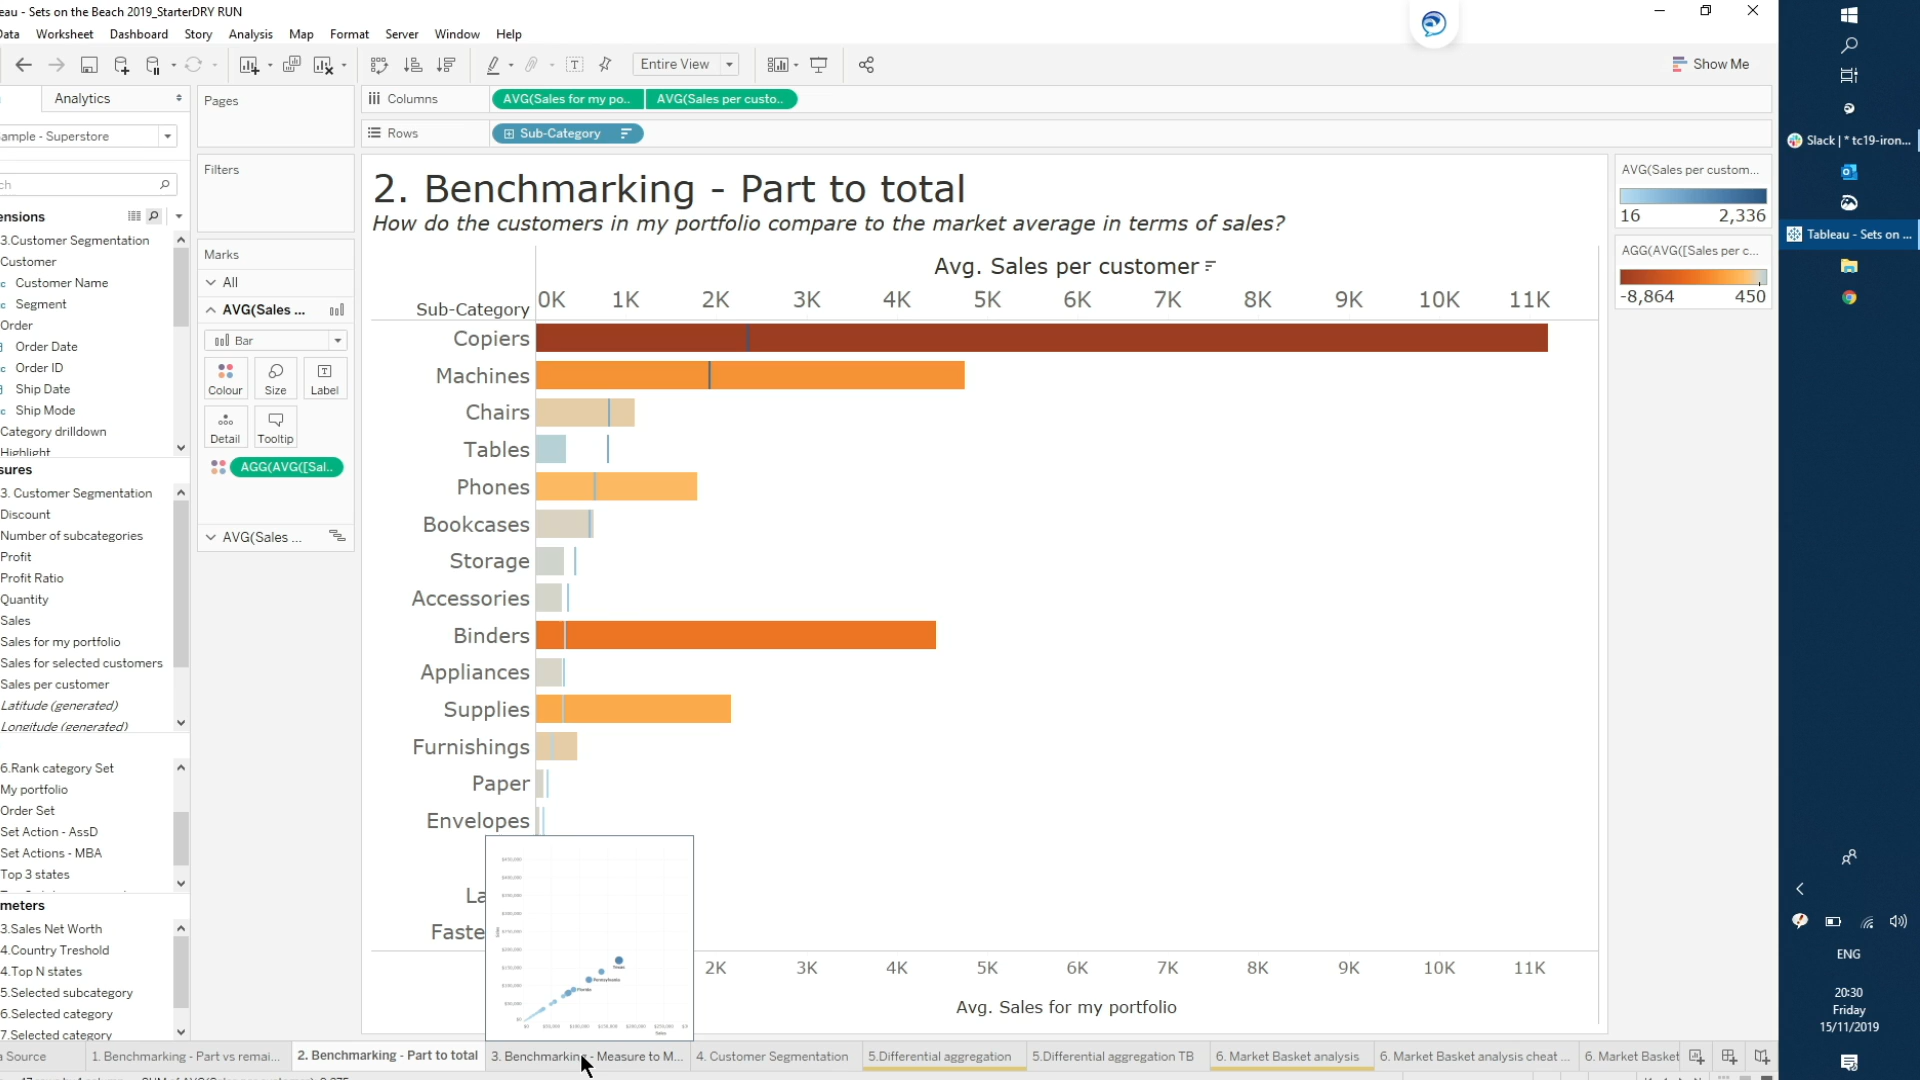 eau - Sets on the Beach 2019_StarterDRY RUN
Data Worksheet Dashboard Story Analysis Map Format Server Window Help
Entire View
Show Me
Analytics
Pages
Columns
AVG(Sales for my po..
AVG(Sales per custo..
ample - Superstore
Rows
Sub-Category
Filters
ch
ensions
3.Customer Segmentation
Customer
Customer Name
Segment
Order
Order Date
Order ID
Ship Date
Ship Mode
Category drilldown
Highlight
sures
3. Customer Segmentation
Discount
Number of subcategories
Profit
Profit Ratio
Quantity
Sales
Sales for my portfolio
Sales for selected customers
Sales per customer
Latitude (generated)
Longitude (generated)
6.Rank category Set
My portfolio
Order Set
Set Action - AssD
Set Actions - MBA
Top 3 states
meters
3.Sales Net Worth
4.Country Treshold
4.Top N states
5.Selected subcategory
6.Selected category
7.Selected category
Marks
All
AVG(Sales ...
Bar
Colour Size Label
Detail Tooltip
AGG(AVG([Sal..
AVG(Sales ...
2. Benchmarking - Part to total
How do the customers in my portfolio compare to the market average in terms of sales?
Avg. Sales per customer
Sub-Category
0K 1K 2K 3K 4K 5K 6K 7K 8K 9K 10K 11K
Copiers
Machines
Chairs
Tables
Phones
Bookcases
Storage
Accessories
Binders
Appliances
Supplies
Furnishings
Paper
Envelopes
La
Faste
2K 3K 4K 5K 6K 7K 8K 9K 10K 11K
Avg. Sales for my portfolio
AVG(Sales per custom...
16 2,336
AGG(AVG([Sales per c...
-8,864 450
a Source
1. Benchmarking - Part vs remai...
2. Benchmarking - Part to total
3. Benchmarking - Measure to M...
4. Customer Segmentation
5.Differential aggregation
5.Differential aggregation TB
6. Market Basket analysis
6. Market Basket analysis cheat ...
6. Market Basket
Slack | * tc19-iron...
Tableau - Sets on ...
ENG
20:30
Friday
15/11/2019